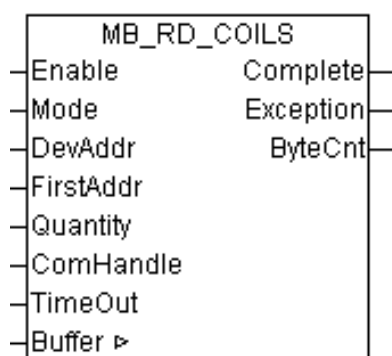 MB_RD_COILS
Enable Complete
Mode Exception
DevAddr ByteCnt
FirstAddr
Quantity
ComHandle
TimeOut
Buffer ▹